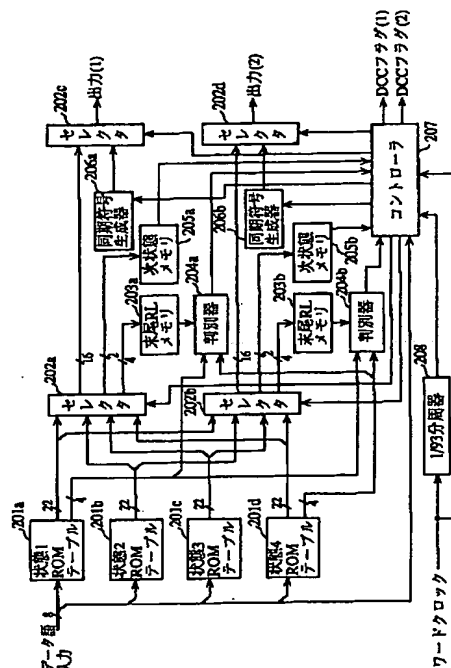 データ語
入力
8
201a
状態1
ROM
テーブル
22
4
201b
状態2
ROM
テーブル
22
201c
状態3
ROM
テーブル
22
201d
状態4
ROM
テーブル
22
4
202a
セレクタ
16
2
4
202b
セレクタ
16
2
4
203a
末尾RL
メモリ
204a
判別器
205a
次状態
メモリ
206a
同期符号
生成器
202c
セレクタ
出力(1)
203b
末尾RL
メモリ
204b
判別器
205b
次状態
メモリ
206b
同期符号
生成器
202d
セレクタ
出力(2)
DCCフラグ(1)
DCCフラグ(2)
コントローラ
207
208
1/93分周器
ワードクロック